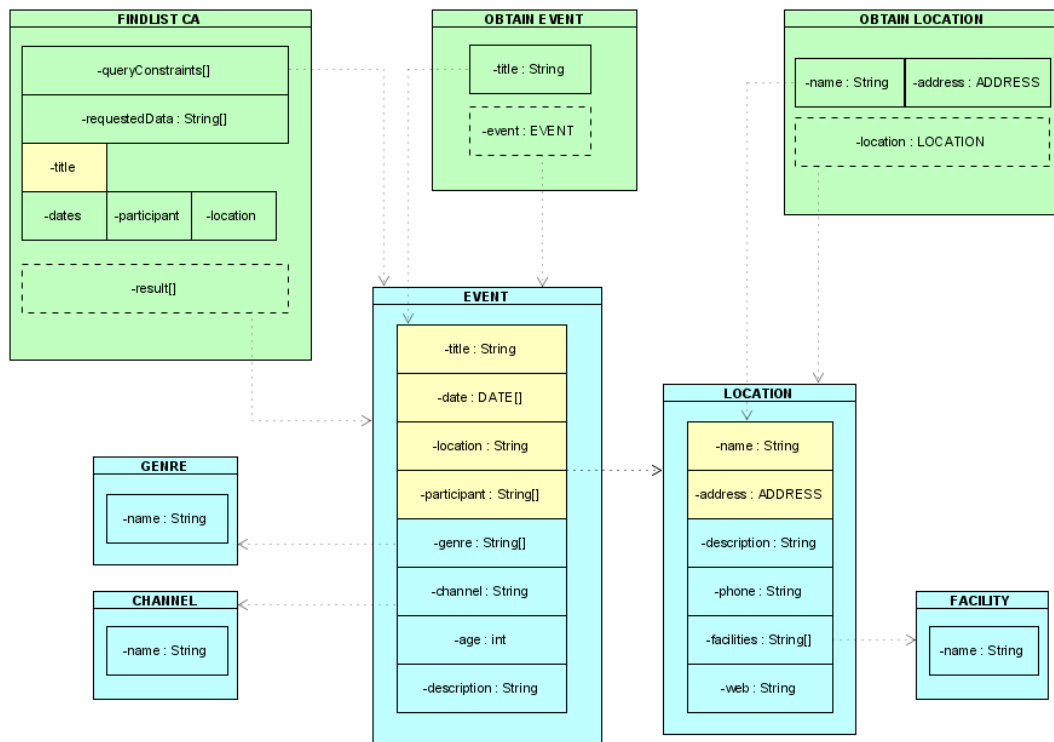 FINDLIST CA
-queryConstraints[]
-requestedData : String[]
-title
-dates
-participant
-location
-result[]
OBTAIN EVENT
-title : String
-event : EVENT
OBTAIN LOCATION
-name : String
-address : ADDRESS
-location : LOCATION
EVENT
-title : String
-date : DATE[]
-location : String
-participant : String[]
-genre : String[]
-channel : String
-age : int
-description : String
LOCATION
-name : String
-address : ADDRESS
-description : String
-phone : String
-facilities : String[]
-web : String
GENRE
-name : String
CHANNEL
-name : String
FACILITY
-name : String